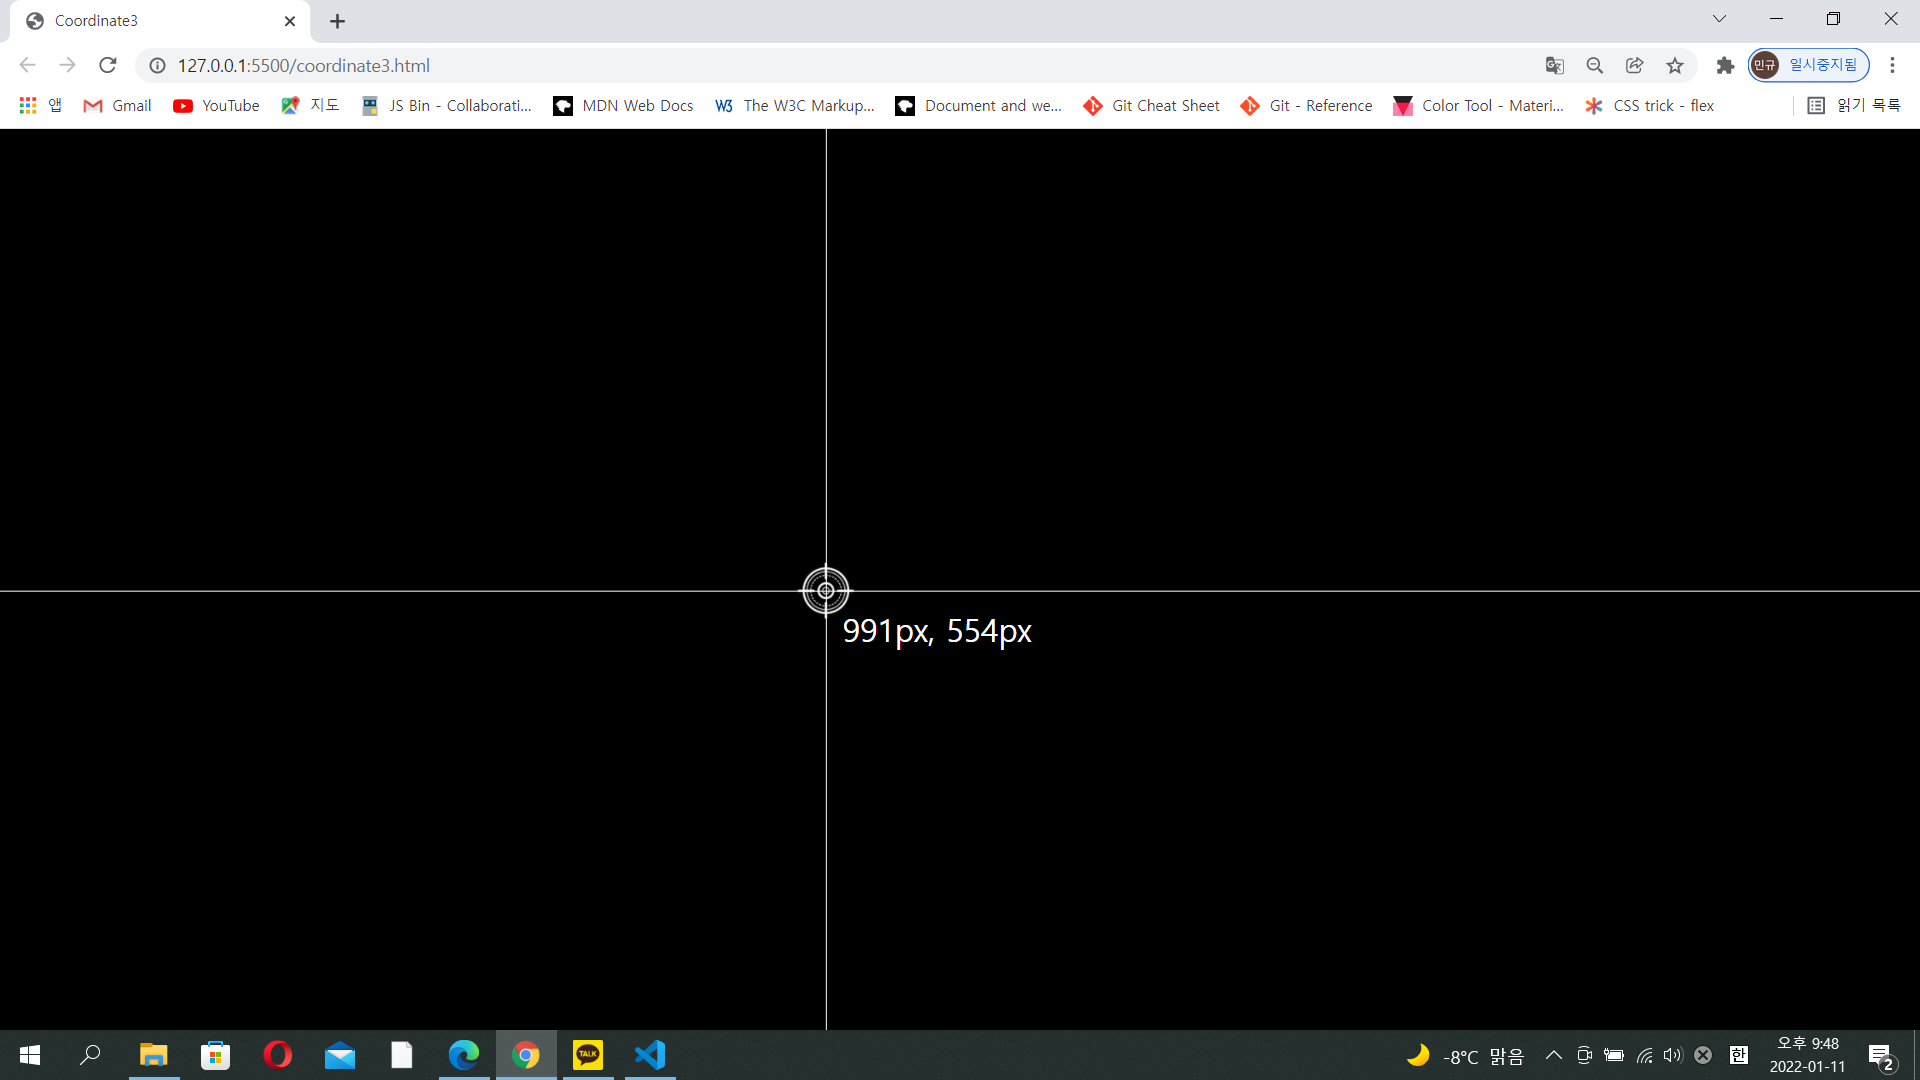 Coordinate3
127.0.0.1:5500/coordinate3.html
민규 일시중지됨
앱 Gmail YouTube 지도 JS Bin - Collaborati... MDN Web Docs W3 The W3C Markup... Document and we... Git Cheat Sheet Git - Reference Color Tool - Materi... CSS trick - flex 읽기 목록
991px, 554px
TALK
-8°C 맑음
한
오후 9:48
2022-01-11
2